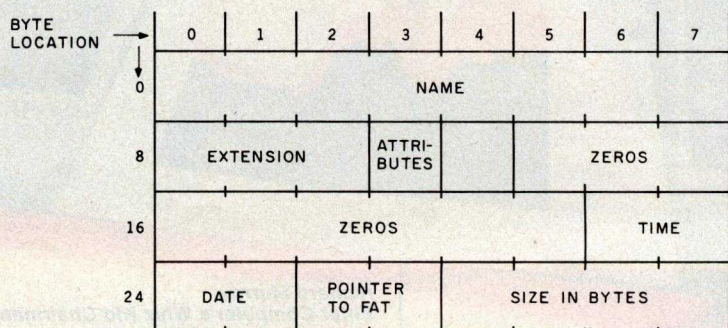 BYTE
LOCATION
0 1 2 3 4 5 6 7
0 NAME
8 EXTENSION ATTRI-
BUTES ZEROS
16 ZEROS TIME
24 DATE POINTER
TO FAT SIZE IN BYTES